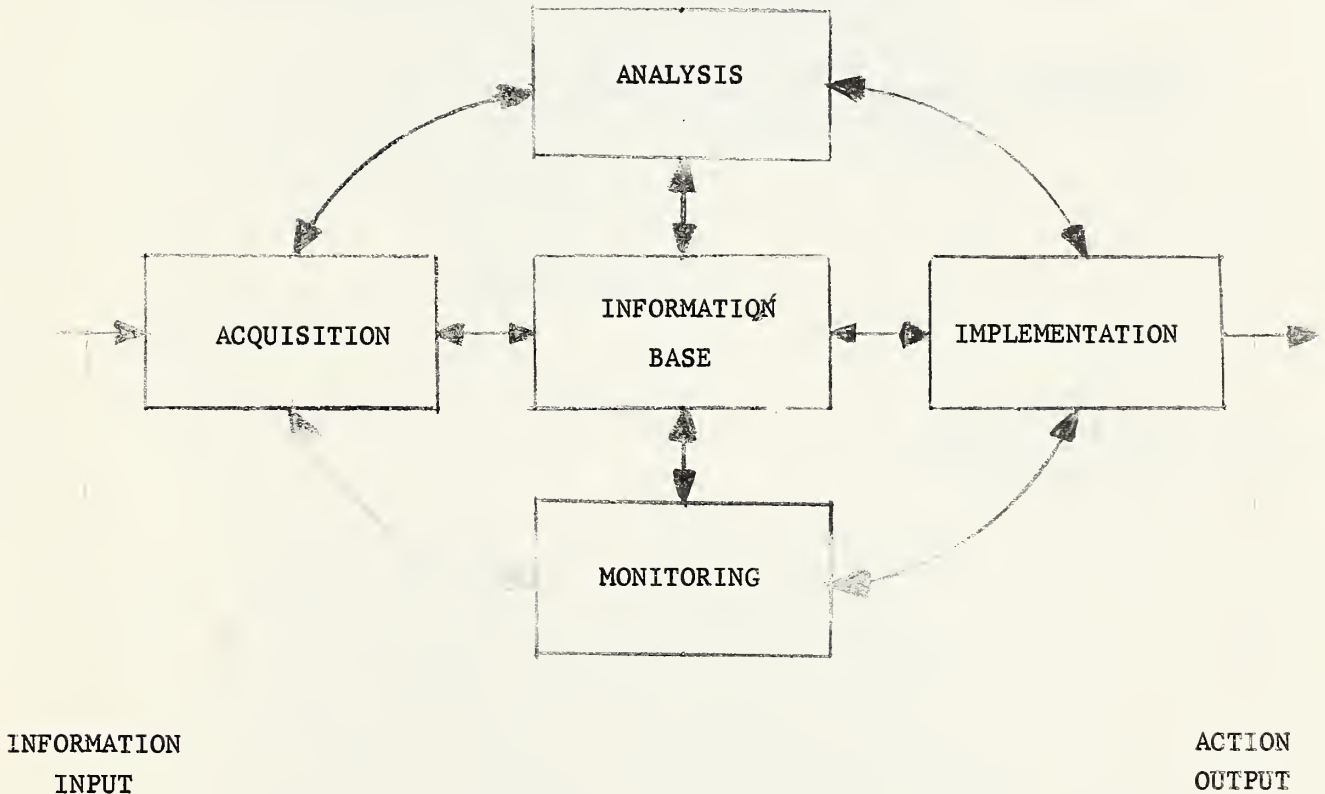 ANALYSIS
ACQUISITION
INFORMATION
BASE
IMPLEMENTATION
MONITORING
INFORMATION
INPUT
ACTION
OUTPUT